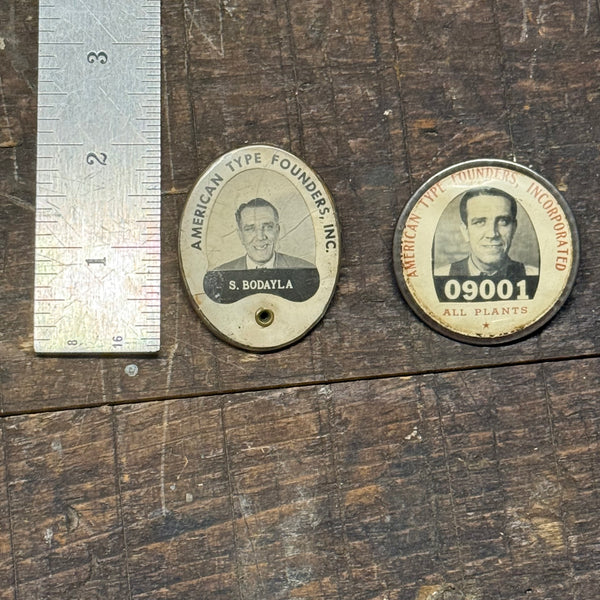 3
2
1
8
16
AMERICAN TYPE FOUNDERS, INC.
S. BODAYLA
AMERICAN TYPE FOUNDERS, INCORPORATED
09001
ALL PLANTS